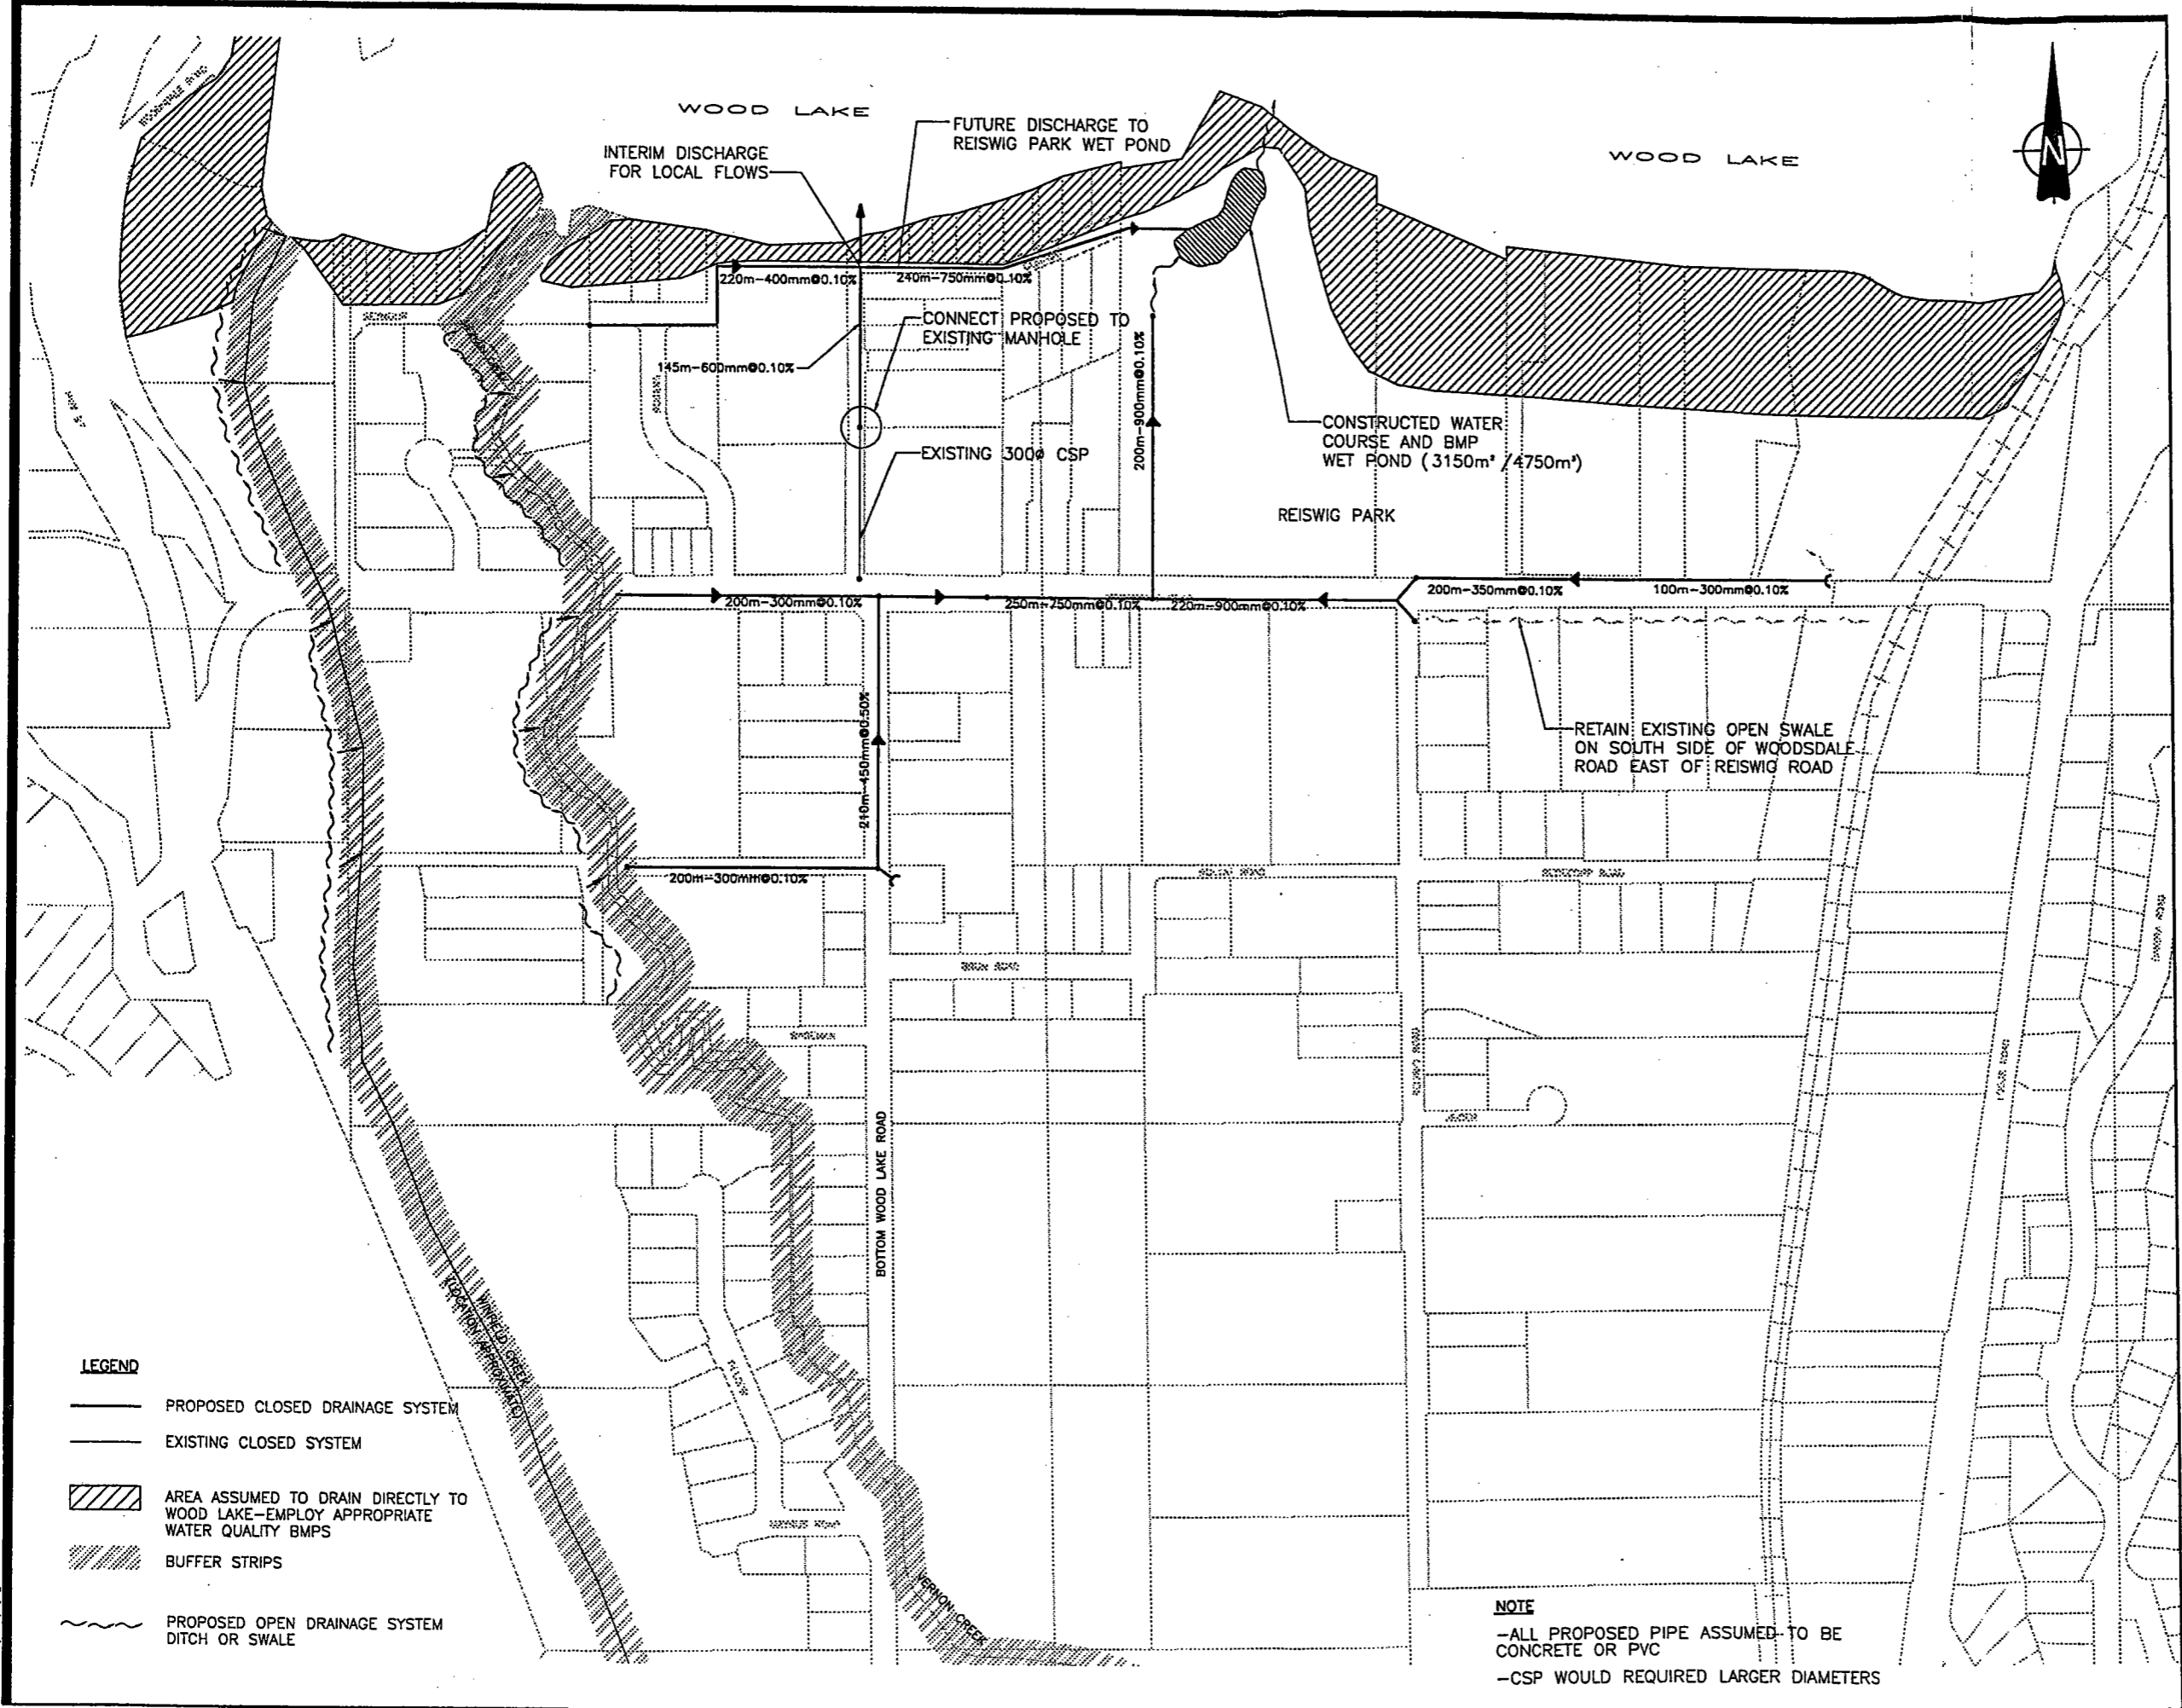 WOOD LAKE
WOOD LAKE
N
FUTURE DISCHARGE TO
REISWIG PARK WET POND
INTERIM DISCHARGE
FOR LOCAL FLOWS
220m-400mm@0.10%
240m-750mm@0.10%
CONNECT PROPOSED TO
EXISTING MANHOLE
145m-600mm@0.10%
200m-900mm@0.10%
EXISTING 300ø CSP
CONSTRUCTED WATER
COURSE AND BMP
WET POND (3150m² /4750m³)
REISWIG PARK
200m-300mm@0.10%
250m-750mm@0.10%
220m-900mm@0.10%
200m-350mm@0.10%
100m-300mm@0.10%
210m-450mm@0.50%
RETAIN EXISTING OPEN SWALE
ON SOUTH SIDE OF WOODSDALE
ROAD EAST OF REISWIG ROAD
200m-300mm@0.10%
BOTTOM WOOD LAKE ROAD
WINFIELD CREEK
(LOCATION APPROXIMATE)
VERNON CREEK
LEGEND
PROPOSED CLOSED DRAINAGE SYSTEM
EXISTING CLOSED SYSTEM
AREA ASSUMED TO DRAIN DIRECTLY TO
WOOD LAKE-EMPLOY APPROPRIATE
WATER QUALITY BMPS
BUFFER STRIPS
PROPOSED OPEN DRAINAGE SYSTEM
DITCH OR SWALE
NOTE
-ALL PROPOSED PIPE ASSUMED TO BE
CONCRETE OR PVC
-CSP WOULD REQUIRED LARGER DIAMETERS